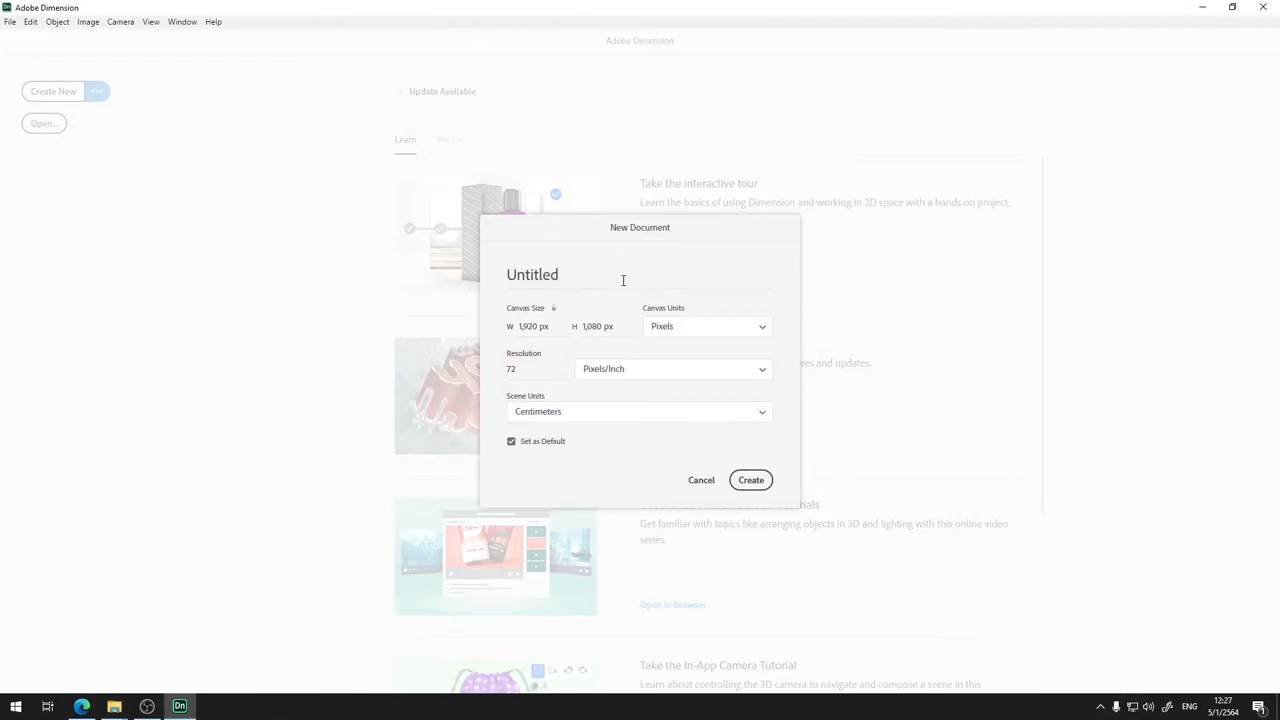 Adobe Dimension
File Edit Object Image Camera View Window Help
Adobe Dimension
Create New
Update Available
Open...
Learn
Take the interactive tour
Learn the basics of using Dimension and working in 3D space with a hands on project.
New Document
Untitled
Canvas Size Canvas Units
W 1,920 px H 1,080 px Pixels
Resolution
72 Pixels/Inch
Scene Units
Centimeters
Set as Default
Cancel Create
res and updates.
Get familiar with topics like arranging objects in 3D and lighting with this online video
series.
Open In Browser
Take the In-App Camera Tutorial
Learn about controlling the 3D camera to navigate and compose a scene in this
Dn
ENG
12:27
5/1/2564